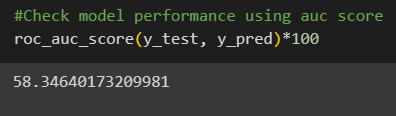 #Check model performance using auc score
roc_auc_score(y_test, y_pred)*100
58.34640173209981